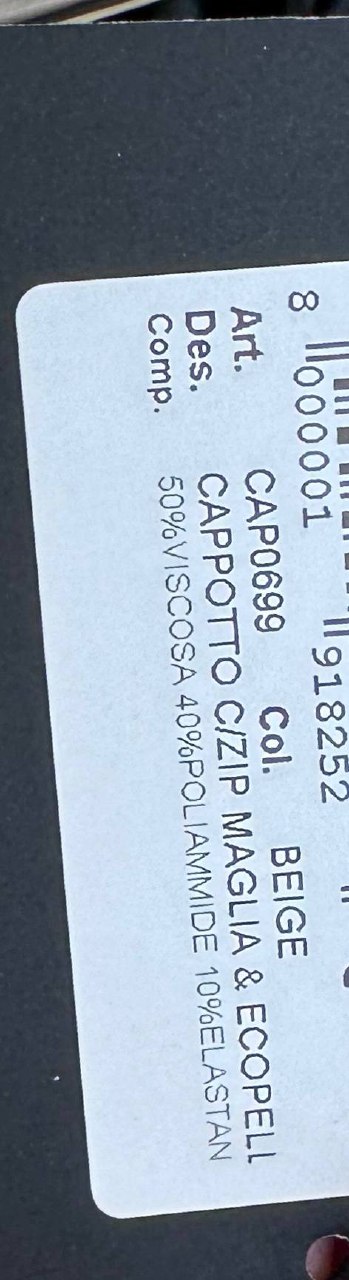 8 000001 918252
Art. CAP0699 Col. BEIGE
Des. CAPPOTTO C/ZIP MAGLIA & ECOPELL
Comp. 50%VISCOSA 40%POLIAMMIDE 10%ELASTAN